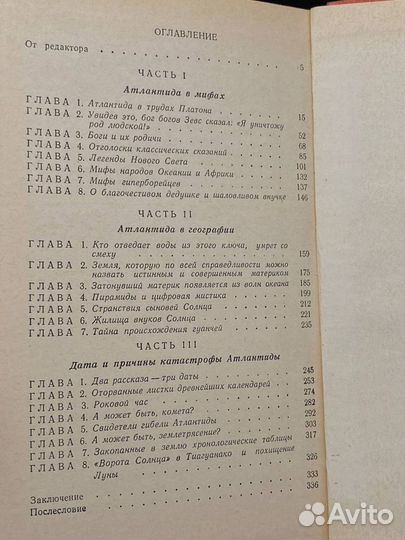 ОГЛАВЛЕНИЕ
От редактора . . . . . . . . . . . . 5
ЧАСТЬ I
Атлантида в мифах
ГЛАВА 1. Атлантида в трудах Платона . . . . . 15
ГЛАВА 2. Увидев это, бог богов Зевс сказал: «Я уничтожу
род людской!» . . . . . . . . 52
ГЛАВА 3. Боги и их родичи . . . . . . . 68
ГЛАВА 4. Отголоски классических сказаний . . . . 85
ГЛАВА 5. Легенды Нового Света . . . . . . 101
ГЛАВА 6. Мифы народов Океании и Африки . . . . 132
ГЛАВА 7. Мифы гиперборейцев . . . . . . 137
ГЛАВА 8. О благочестивом дедушке и шаловливом внучке 146
ЧАСТЬ II
Атлантида в географии
ГЛАВА 1. Кто отведает воды из этого ключа, умрет со
смеху . . . . . . . . . . 159
ГЛАВА 2. Земля, которую по всей справедливости можно
назвать истинным и совершенным материком 175
ГЛАВА 3. Затонувший материк появляется из волн океана 185
ГЛАВА 4. Пирамиды и цифровая мистика . . . . 199
ГЛАВА 5. Странствия сыновей Солнца . . . . . 212
ГЛАВА 6. Жилища внуков Солнца . . . . . . 221
ГЛАВА 7. Тайна происхождения гуанчей . . . . 235
ЧАСТЬ III
Дата и причины катастрофы Атлантиды
ГЛАВА 1. Два рассказа — три даты . . . . . 245
ГЛАВА 2. Оторванные листки древнейших календарей . 253
ГЛАВА 3. Роковой час . . . . . . . . 274
ГЛАВА 4. А может быть, комета? . . . . . . 282
ГЛАВА 5. Свидетели гибели Атлантиды . . . . 292
ГЛАВА 6. А может быть, землетрясение? . . . . 303
ГЛАВА 7. Закопанные в землю хронологические таблицы 317
ГЛАВА 8. «Ворота Солнца» в Тиагуанако и похищение
Луны . . . . . . . . . . 326
Заключение . . . . . . . . . . . . 333
Послесловие . . . . . . . . . . . . 336
Avito